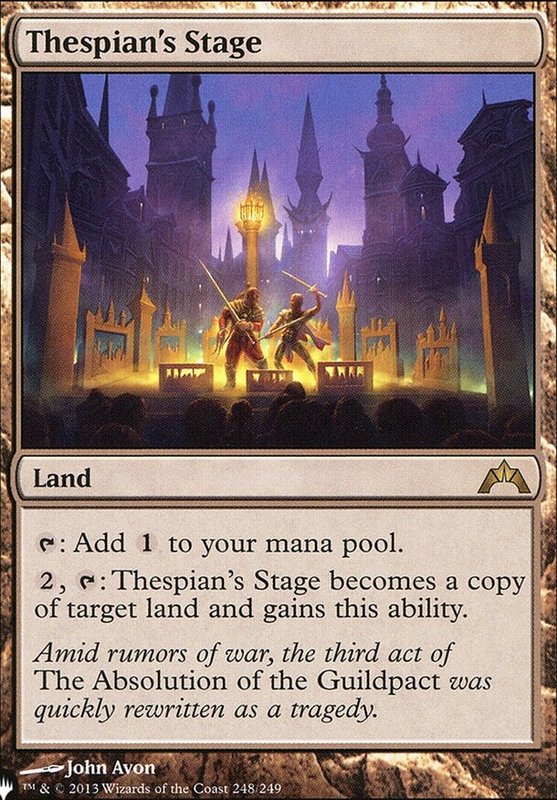 Thespian's Stage
Land
: Add 1 to your mana pool.
2, : Thespian's Stage becomes a copy
of target land and gains this ability.
Amid rumors of war, the third act of
The Absolution of the Guildpact was
quickly rewritten as a tragedy.
John Avon
™ & © 2013 Wizards of the Coast 248/249